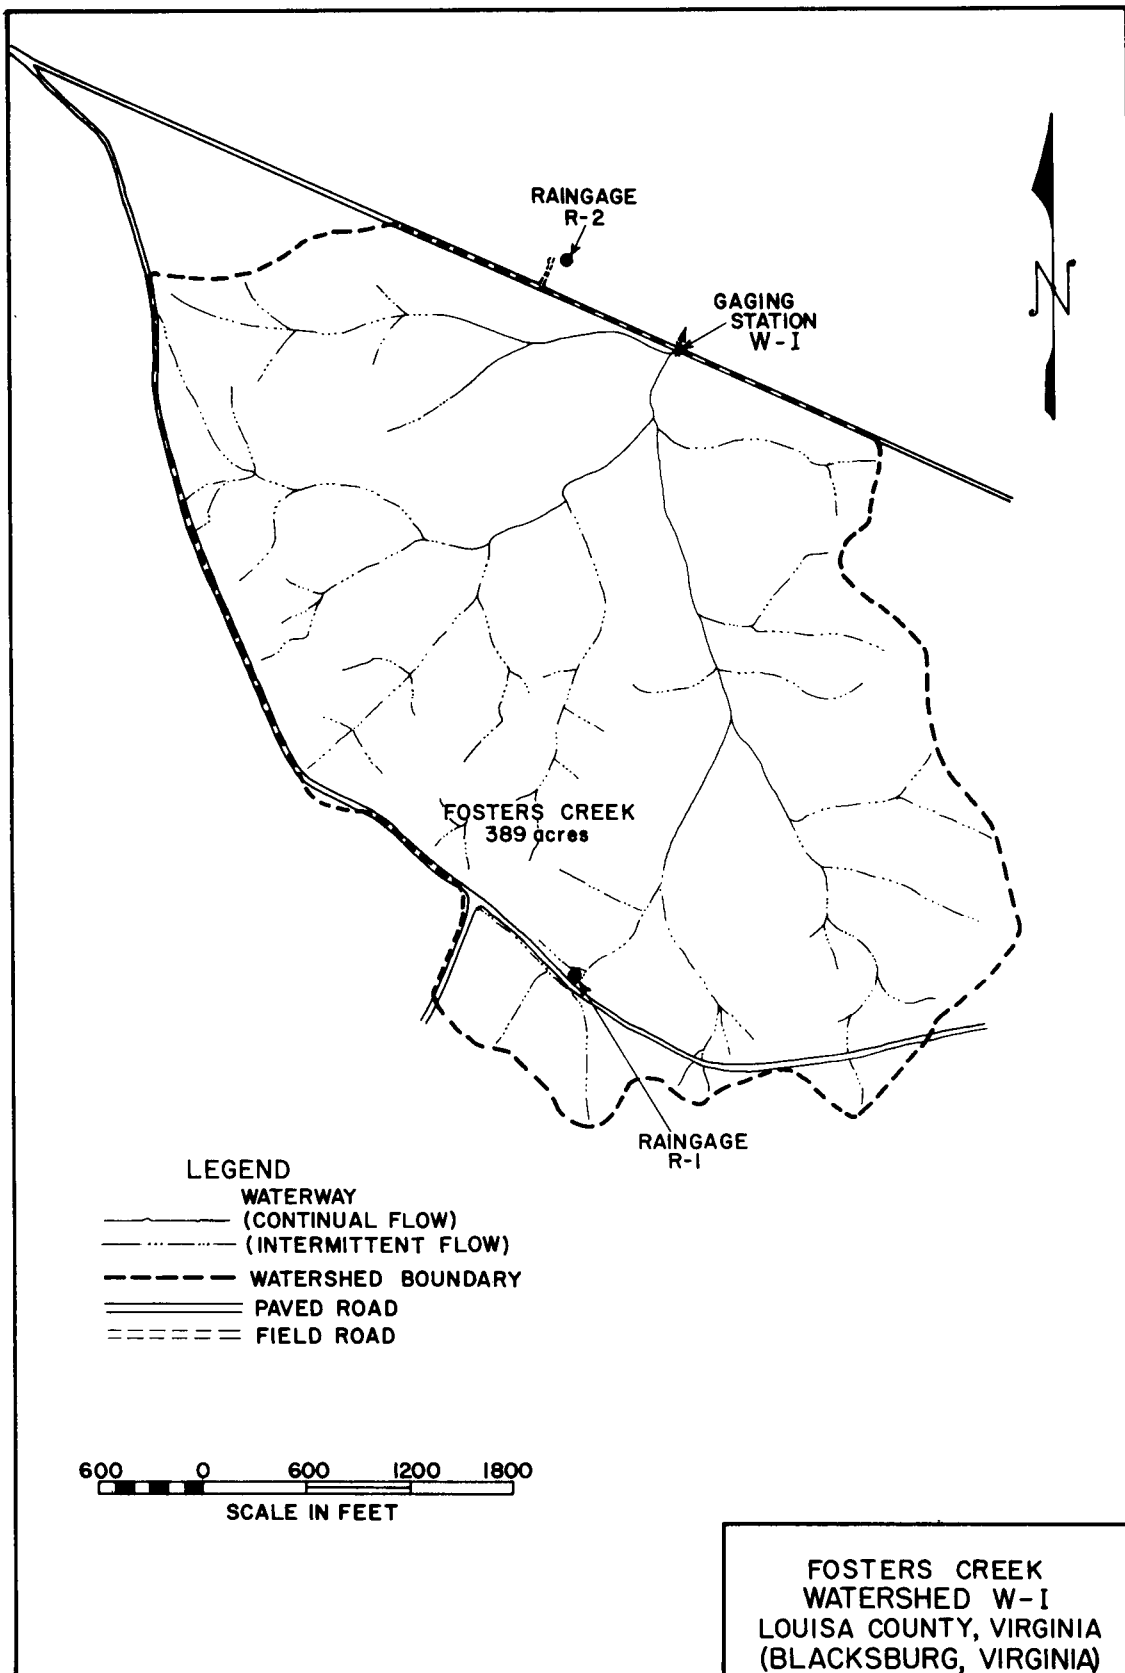 RAINGAGE
R-2
GAGING
STATION
W-I
N
FOSTERS CREEK
389 acres
RAINGAGE
R-1
LEGEND
WATERWAY
(CONTINUAL FLOW)
(INTERMITTENT FLOW)
WATERSHED BOUNDARY
PAVED ROAD
FIELD ROAD
600 0 600 1200 1800
SCALE IN FEET
FOSTERS CREEK
WATERSHED W-I
LOUISA COUNTY, VIRGINIA
(BLACKSBURG, VIRGINIA)